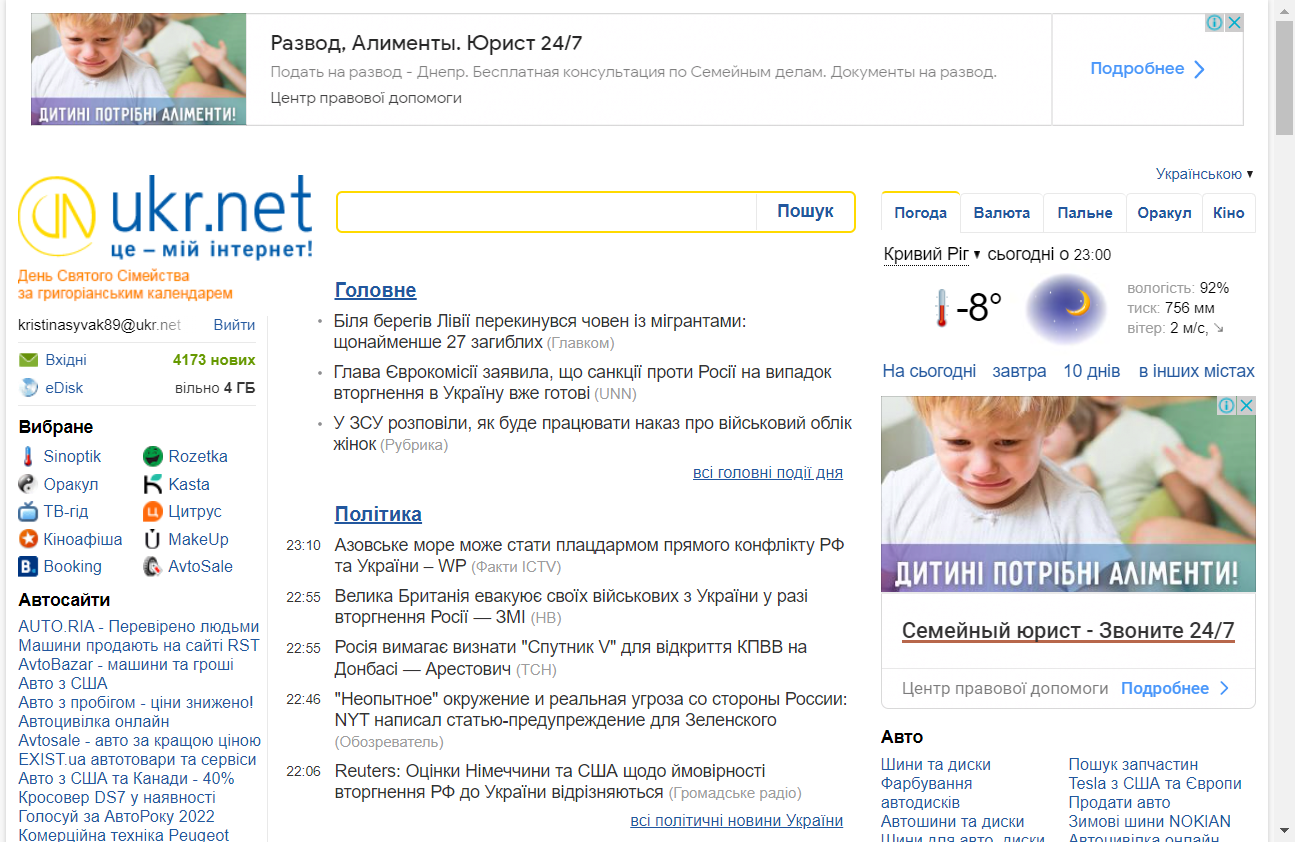 Развод, Алименты. Юрист 24/7
Подать на развод - Днепр. Бесплатная консультация по Семейным делам. Документы на развод.
Центр правової допомоги
Подробнее
ДИТИНІ ПОТРІБНІ АЛІМЕНТИ!
Українською
ukr.net
це – мій інтернет!
День Святого Сімейства
за григоріанським календарем
Пошук
Погода
Валюта
Пальне
Оракул
Кіно
Кривий Ріг сьогодні о 23:00
-8°
вологість: 92%
тиск: 756 мм
вітер: 2 м/с,
На сьогодні завтра 10 днів в інших містах
kristinasyvak89@ukr.net Вийти
Вхідні 4173 нових
eDisk вільно 4 ГБ
Вибране
Sinoptik Rozetka
Оракул Kasta
ТВ-гід Цитрус
Кіноафіша MakeUp
Booking AvtoSale
Автосайти
AUTO.RIA - Перевірено людьми
Машини продають на сайті RST
AvtoBazar - машини та гроші
Авто з США
Авто з пробігом - ціни знижено!
Автоцивілка онлайн
Avtosale - авто за кращою ціною
EXIST.ua автотовари та сервіси
Авто з США та Канади - 40%
Кросовер DS7 у наявності
Голосуй за АвтоРоку 2022
Комерційна техніка Peugeot
Головне
Біля берегів Лівії перекинувся човен із мігрантами:
щонайменше 27 загиблих (Главком)
Глава Єврокомісії заявила, що санкції проти Росії на випадок
вторгнення в Україну вже готові (UNN)
У ЗСУ розповіли, як буде працювати наказ про військовий облік
жінок (Рубрика)
всі головні події дня
Політика
23:10 Азовське море може стати плацдармом прямого конфлікту РФ
та України – WP (Факти ICTV)
22:55 Велика Британія евакуює своїх військових з України у разі
вторгнення Росії — ЗМІ (НВ)
22:55 Росія вимагає визнати "Спутник V" для відкриття КПВВ на
Донбасі — Арестович (ТСН)
22:46 "Неопытное" окружение и реальная угроза со стороны России:
NYT написал статью-предупреждение для Зеленского
(Обозреватель)
22:06 Reuters: Оцінки Німеччини та США щодо ймовірності
вторгнення РФ до України відрізняються (Громадське радіо)
всі політичні новини України
ДИТИНІ ПОТРІБНІ АЛІМЕНТИ!
Семейный юрист - Звоните 24/7
Центр правової допомоги Подробнее
Авто
Шини та диски
Фарбування
автодисків
Автошини та диски
Шини для авто, диски
Пошук запчастин
Tesla з США та Європи
Продати авто
Зимові шини NOKIAN
Автоцивілка онлайн